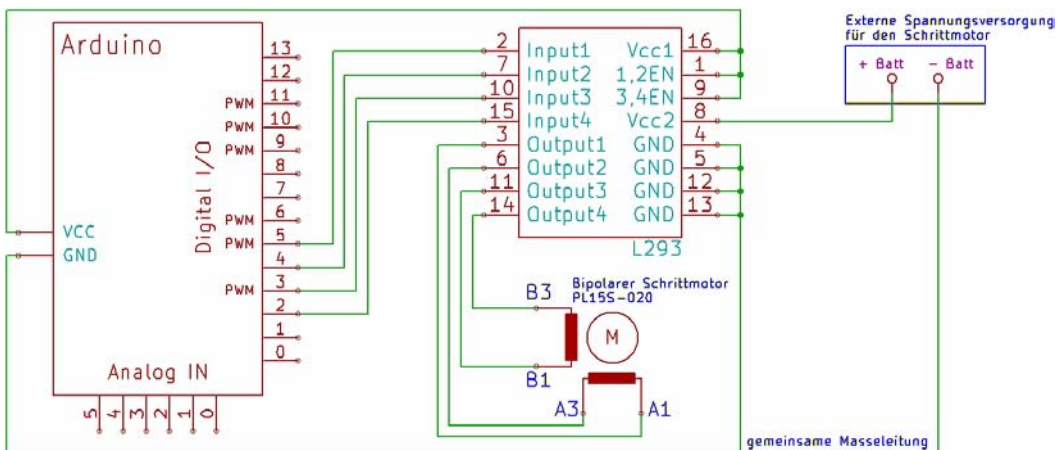 Arduino
13
12
PWM 11
PWM 10
PWM 9
8
7
PWM 6
PWM 5
4
PWM 3
2
1
0
Digital I/O
VCC
GND
Analog IN
5 4 3 2 1 0
2 Input1 Vcc1 16
7 Input2 1,2EN 1
10 Input3 3,4EN 9
15 Input4 Vcc2 8
3 Output1 GND 4
6 Output2 GND 5
11 Output3 GND 12
14 Output4 GND 13
L293
Externe Spannungsversorgung
für den Schrittmotor
+ Batt - Batt
Bipolarer Schrittmotor
PL15S-020
B3
M
B1
A3 A1
gemeinsame Masseleitung